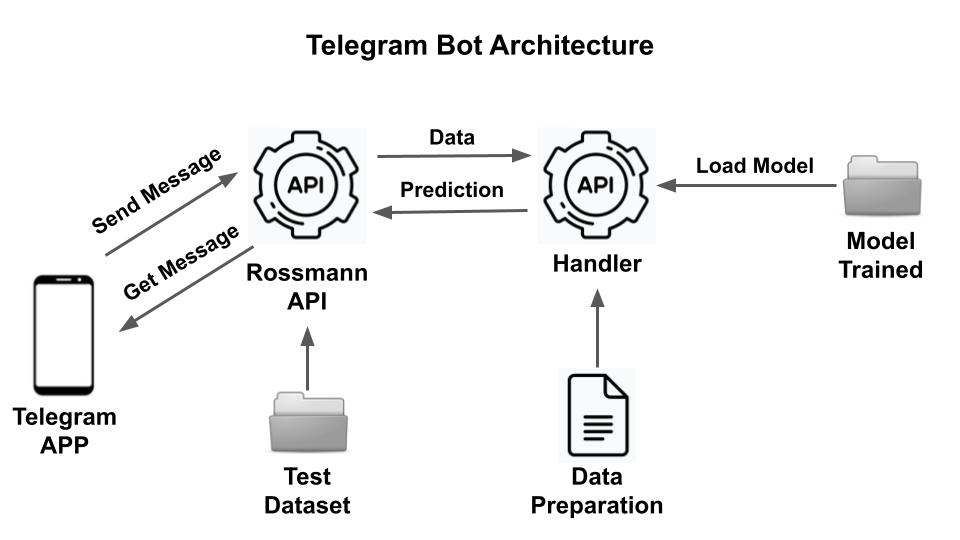 Telegram Bot Architecture
Send Message
Get Message
API
Data
Prediction
API
Load Model
Rossmann
API
Handler
Model
Trained
Telegram
APP
Test
Dataset
Data
Preparation